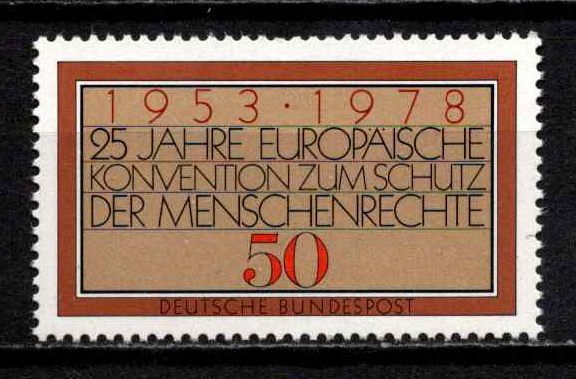 1953·1978
25 JAHRE EUROPÄISCHE
KONVENTION ZUM SCHUTZ
DER MENSCHENRECHTE
50
DEUTSCHE BUNDESPOST